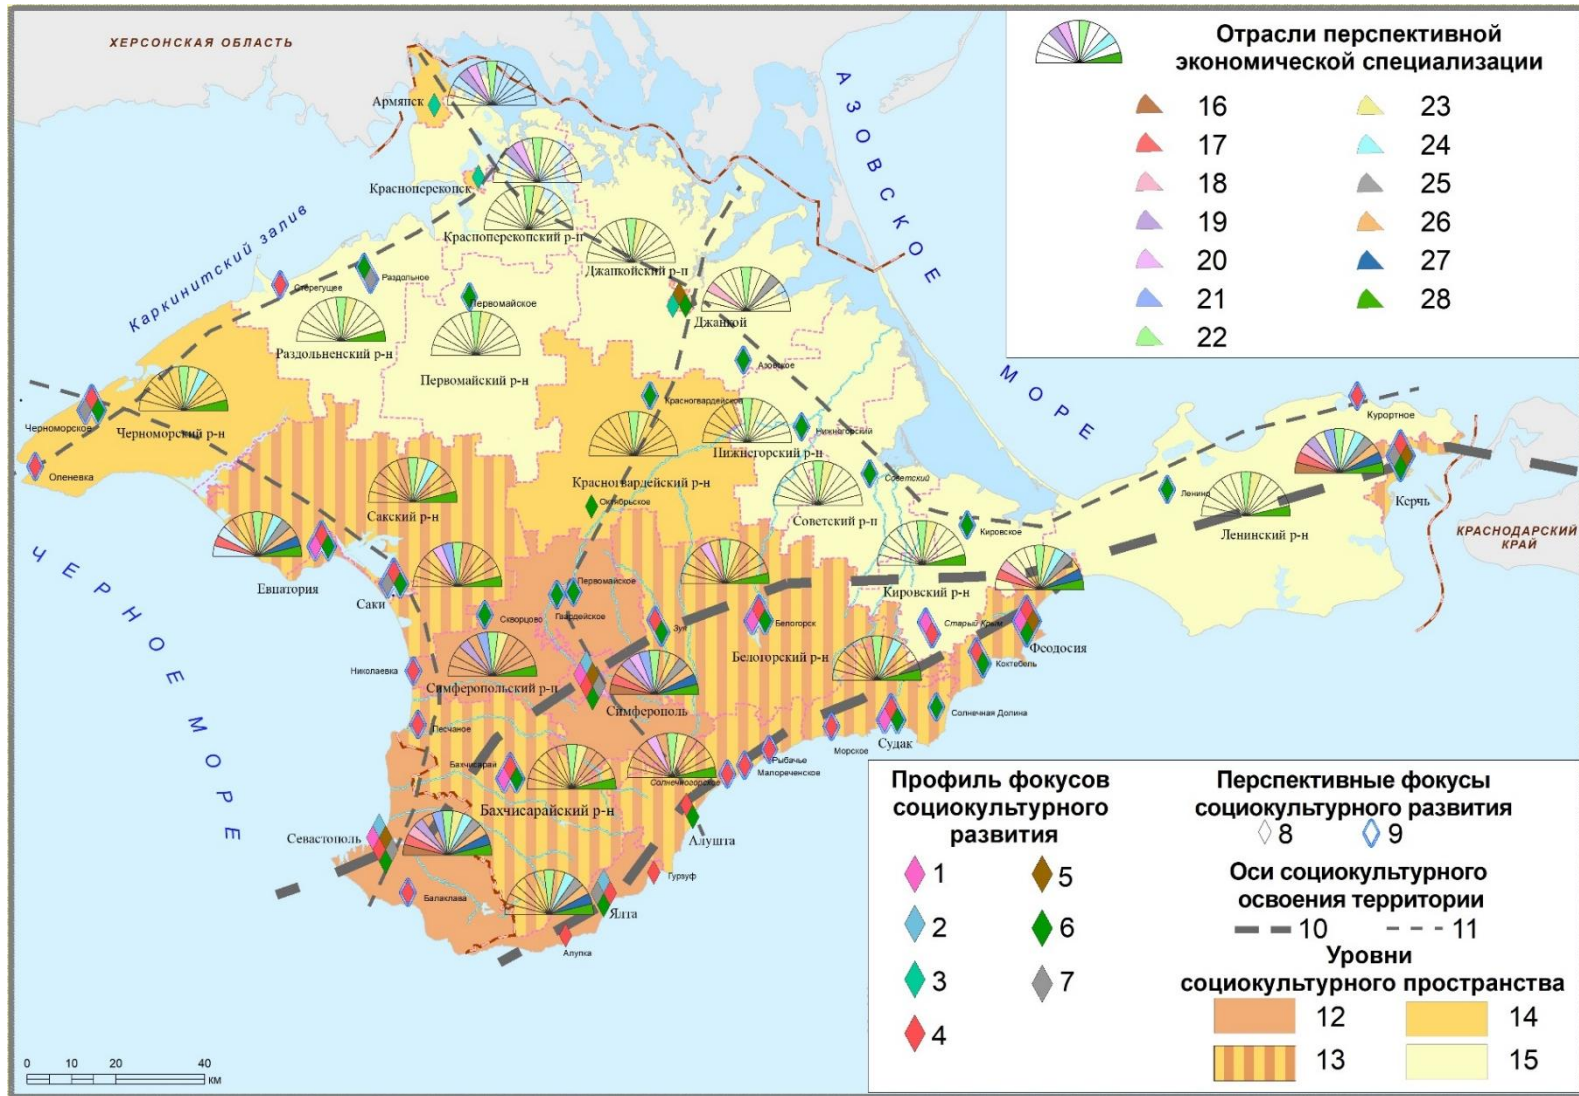 ХЕРСОНСКАЯ ОБЛАСТЬ
АЗОВСКОЕ
МОРЕ
Каркинитский залив
ЧЕРНОЕ
МОРЕ
КРАСНОДАРСКИЙ
КРАЙ
Армянск
Красноперекопск
Красноперекопский р-н
Джанкойский р-н
Стерегущее
Раздольное
Первомайское
Джанкой
Раздольненский р-н
Первомайский р-н
Азовское
Красногвардейское
Курортное
Черноморское
Черноморский р-н
Нижнегорский
Нижнегорский р-н
Оленевка
Красногвардейский р-н
Советский
Ленино
Керчь
Октябрьское
Сакский р-н
Советский р-н
Кировское
Ленинский р-н
Евпатория
Саки
Первомайское
Гвардейское
Скворцово
Кировский р-н
Зуя
Белогорск
Старый Крым
Феодосия
Николаевка
Белогорский р-н
Коктебель
Симферопольский р-н
Симферополь
Солнечная Долина
Песчаное
Морское
Судак
Рыбачье
Малореченское
Солнечногорское
Бахчисарай
Бахчисарайский р-н
Алушта
Севастополь
Гурзуф
Балаклава
Ялта
Алупка
0 10 20 40
км
Отрасли перспективной
экономической специализации
16 23
17 24
18 25
19 26
20 27
21 28
22
Профиль фокусов
социокультурного
развития
1 5
2 6
3 7
4
Перспективные фокусы
социокультурного развития
8 9
Оси социокультурного
освоения территории
10 11
Уровни
социокультурного пространства
12 14
13 15